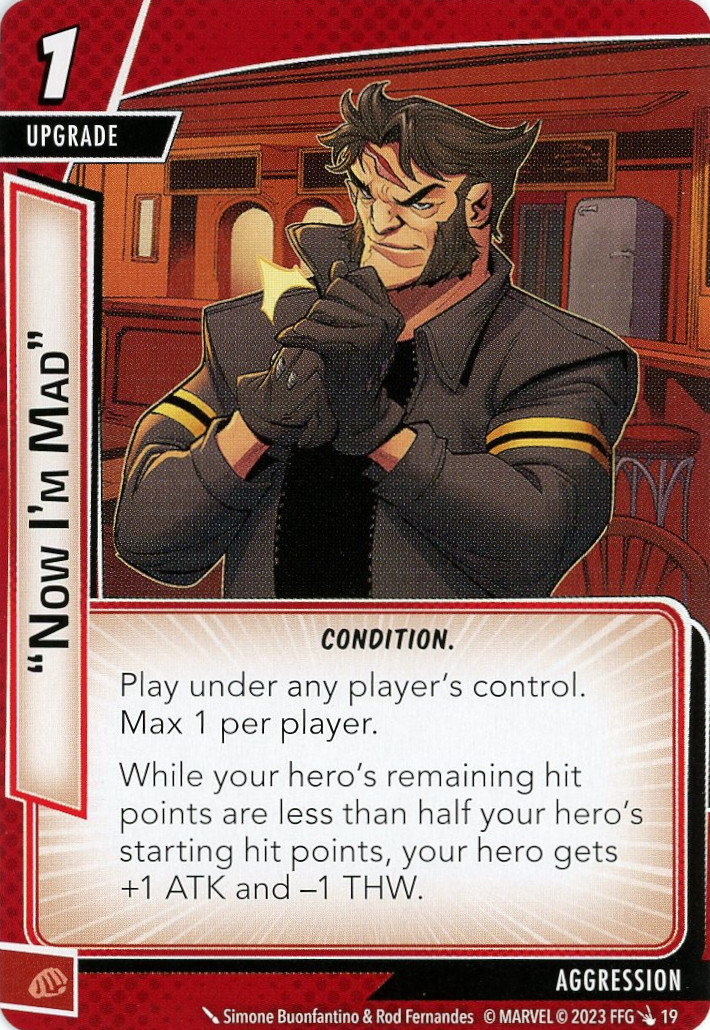 1
UPGRADE
“NOW I’M MAD”
CONDITION.
Play under any player’s control.
Max 1 per player.
While your hero’s remaining hit
points are less than half your hero’s
starting hit points, your hero gets
+1 ATK and –1 THW.
AGGRESSION
Simone Buonfantino & Rod Fernandes © MARVEL © 2023 FFG 19